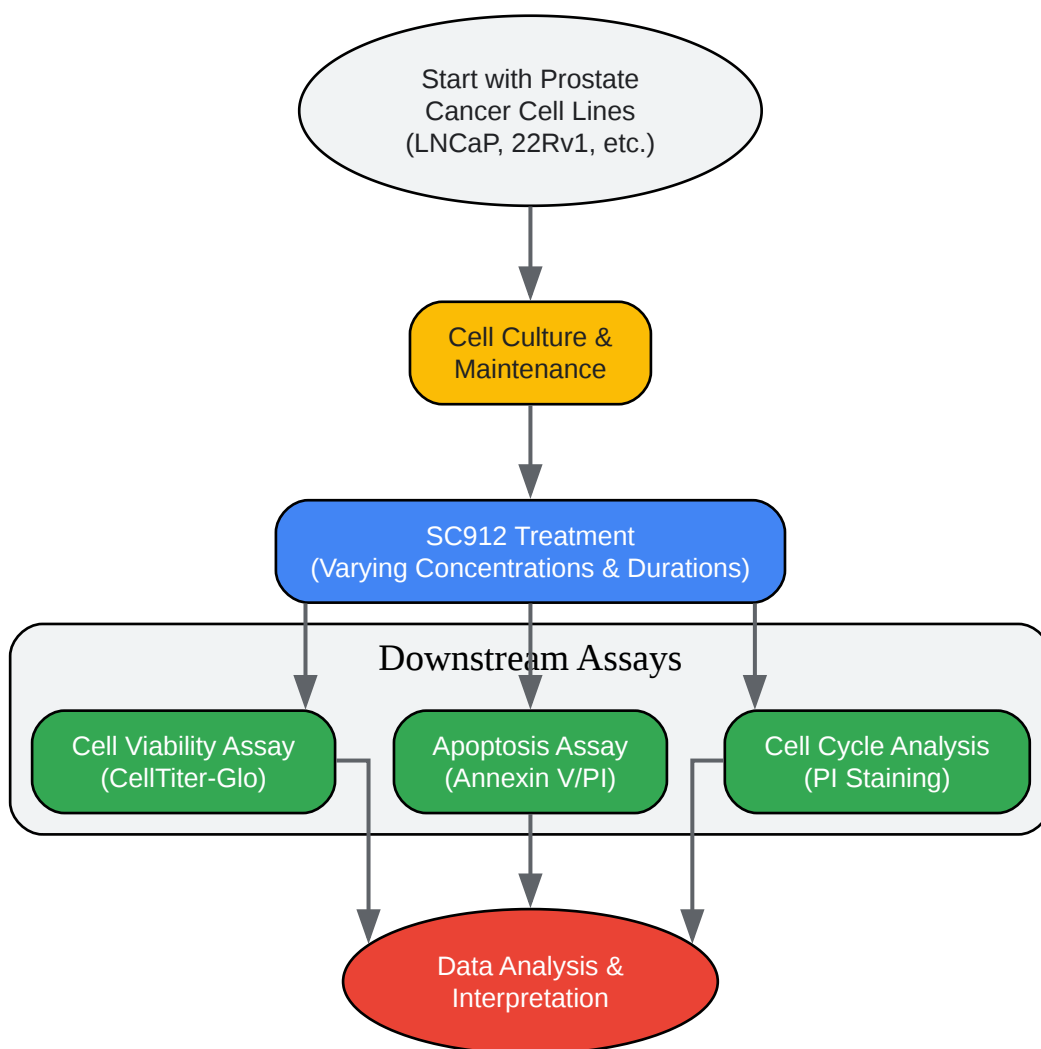 Start with Prostate
Cancer Cell Lines
(LNCaP, 22Rv1, etc.)
Cell Culture &
Maintenance
SC912 Treatment
(Varying Concentrations & Durations)
Downstream Assays
Cell Viability Assay
(CellTiter-Glo)
Apoptosis Assay
(Annexin V/PI)
Cell Cycle Analysis
(PI Staining)
Data Analysis &
Interpretation